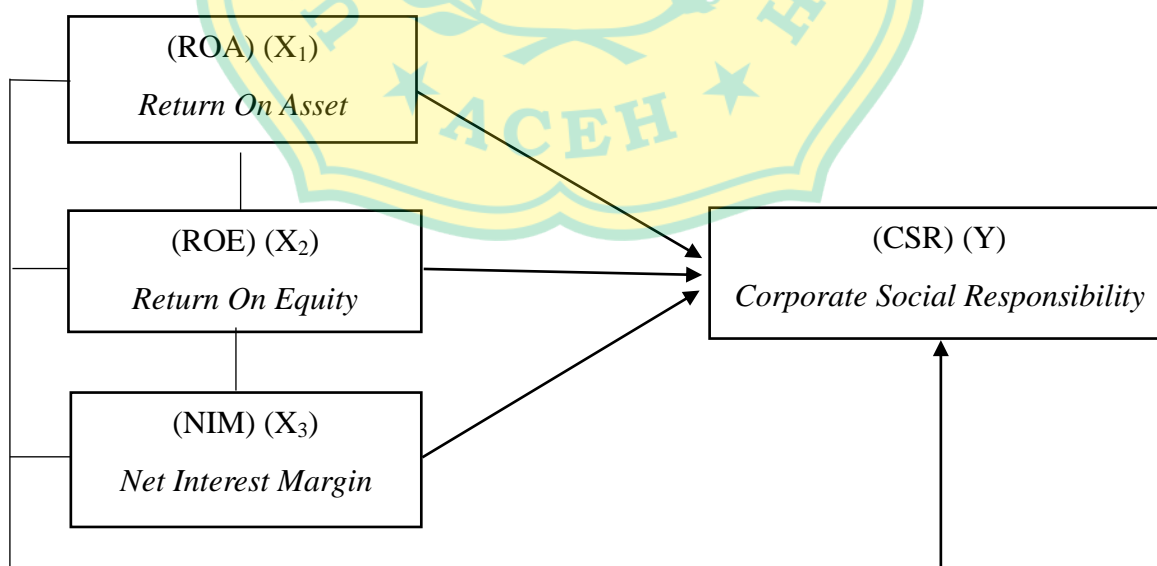 U H
ACEH
(ROA) (X₁)
Return On Asset
(ROE) (X₂)
Return On Equity
(NIM) (X₃)
Net Interest Margin
(CSR) (Y)
Corporate Social Responsibility